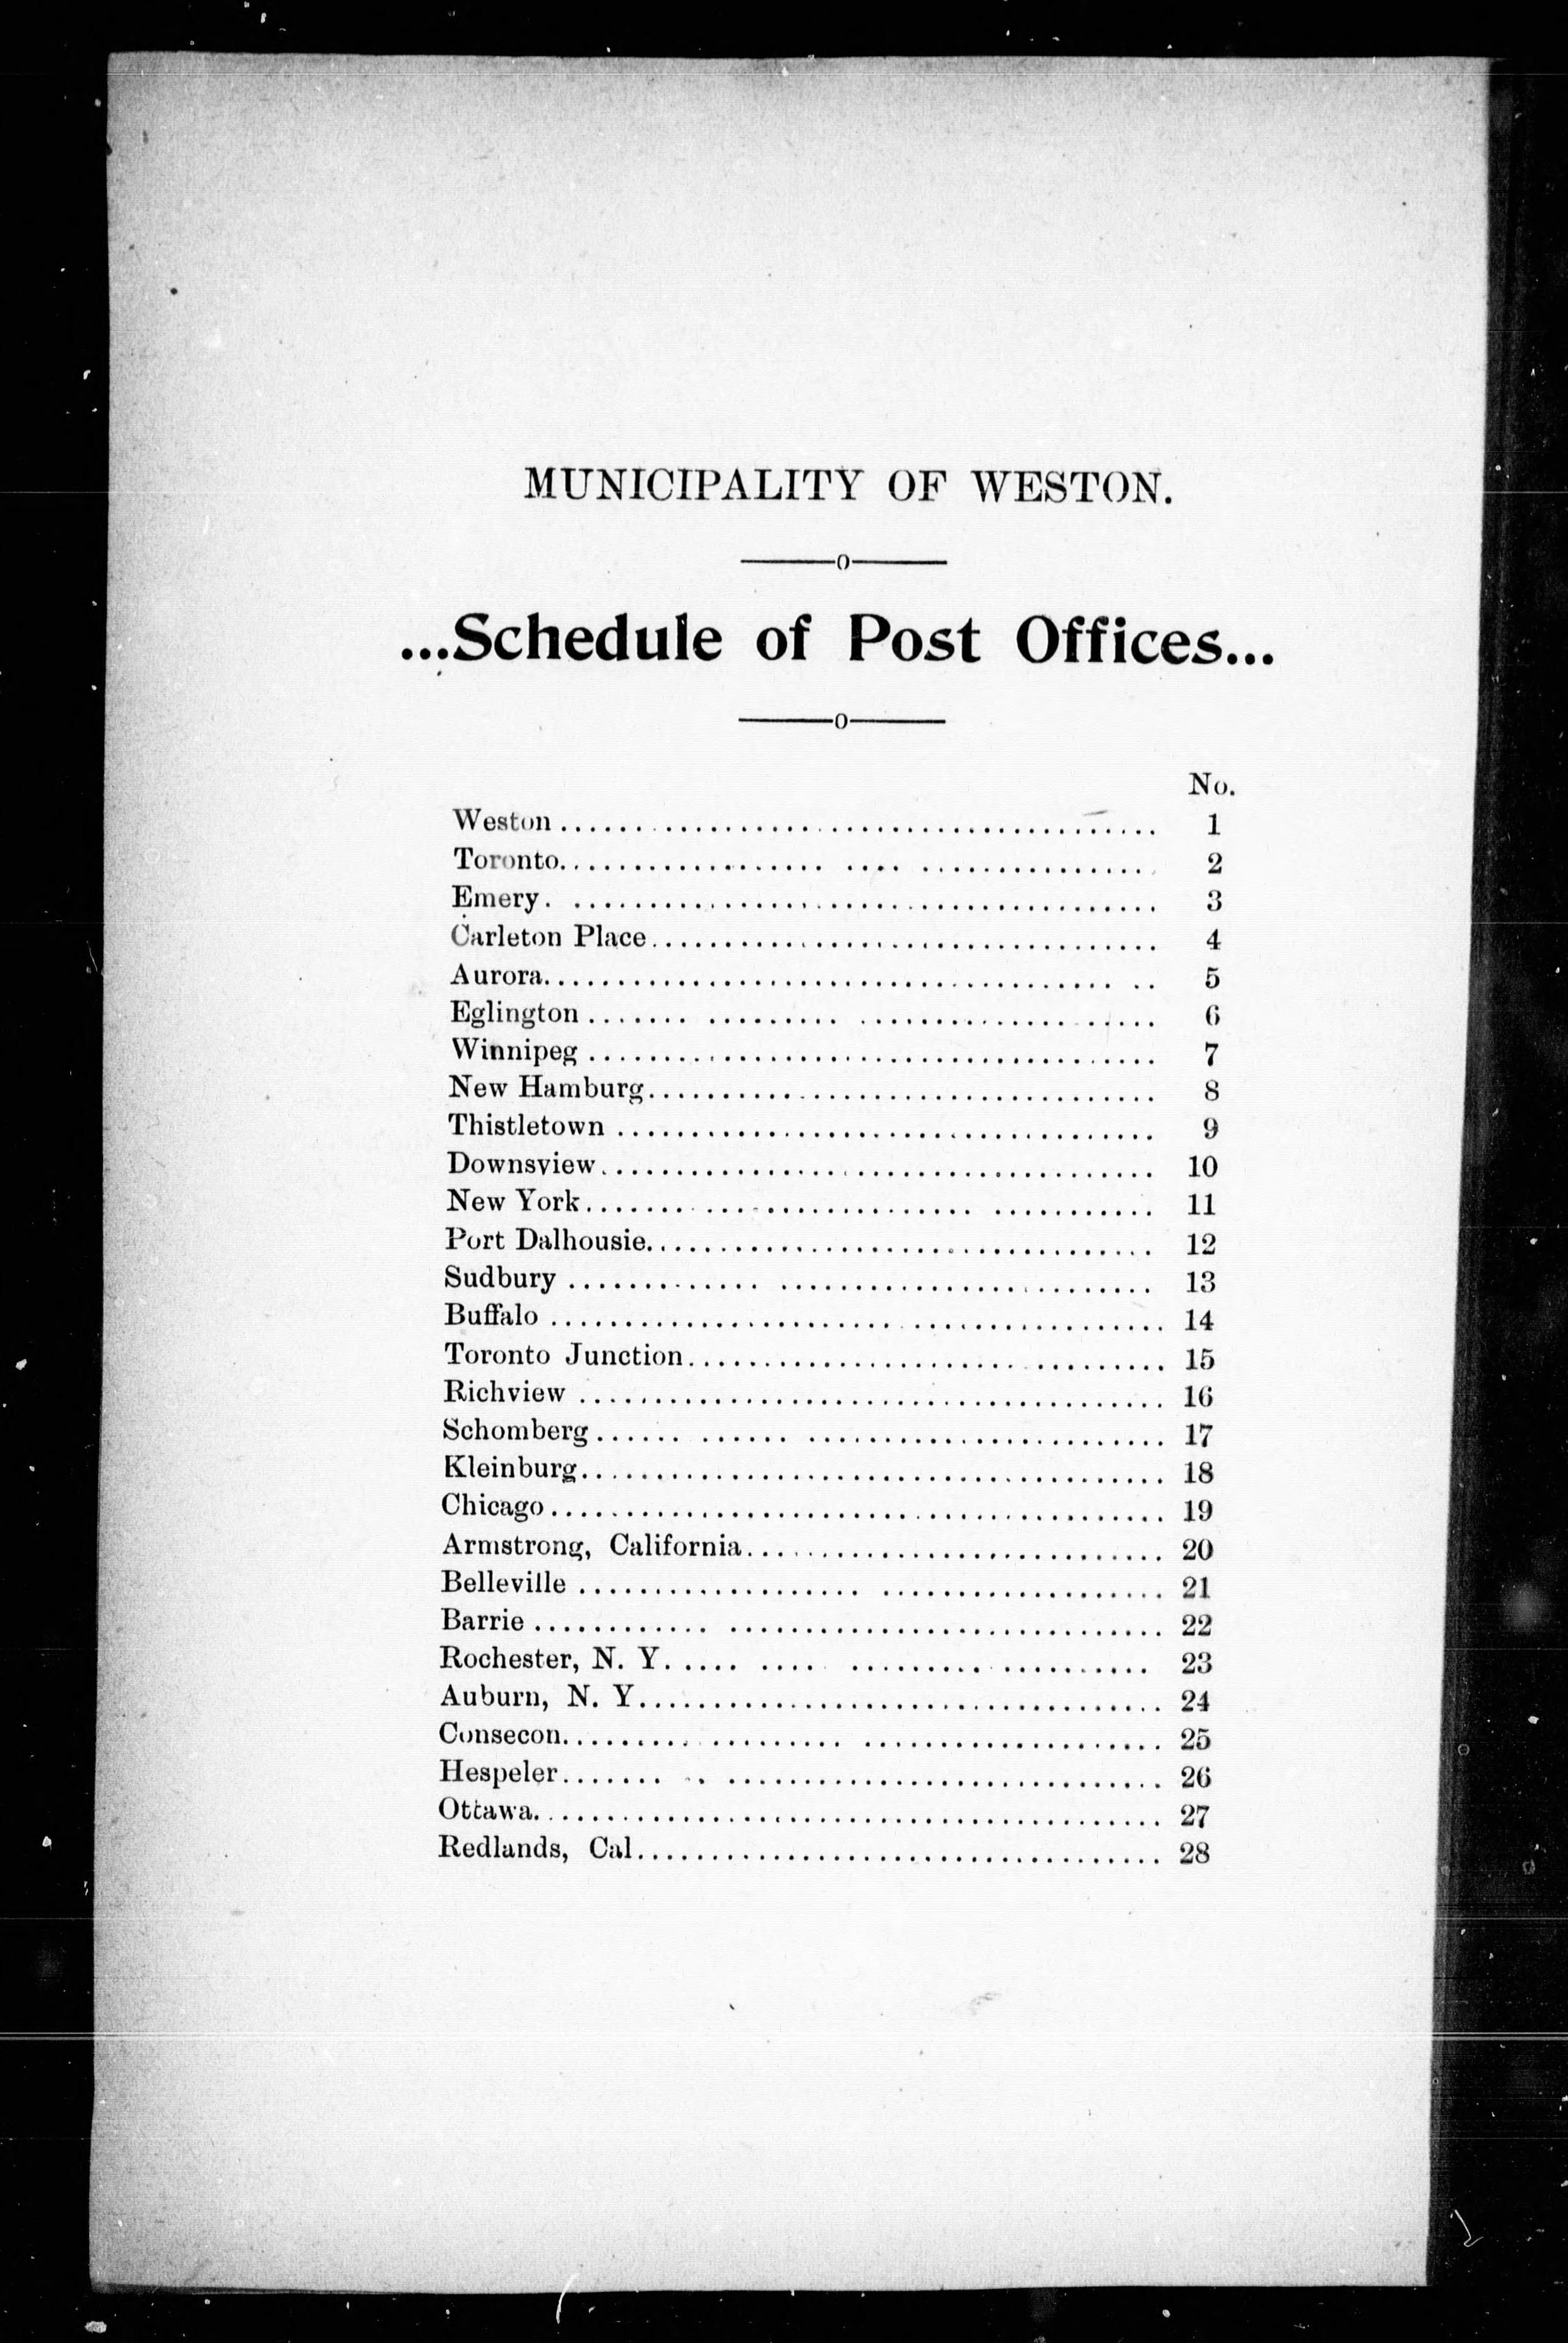 MUNICIPALITY OF WESTON.
...Schedule of Post Offices...
No.
Weston 1
Toronto 2
Emery 3
Carleton Place 4
Aurora 5
Eglington 6
Winnipeg 7
New Hamburg 8
Thistletown 9
Downsview 10
New York 11
Port Dalhousie 12
Sudbury 13
Buffalo 14
Toronto Junction 15
Richview 16
Schomberg 17
Kleinburg 18
Chicago 19
Armstrong, California 20
Belleville 21
Barrie 22
Rochester, N. Y. 23
Auburn, N. Y. 24
Consecon 25
Hespeler 26
Ottawa 27
Redlands, Cal. 28